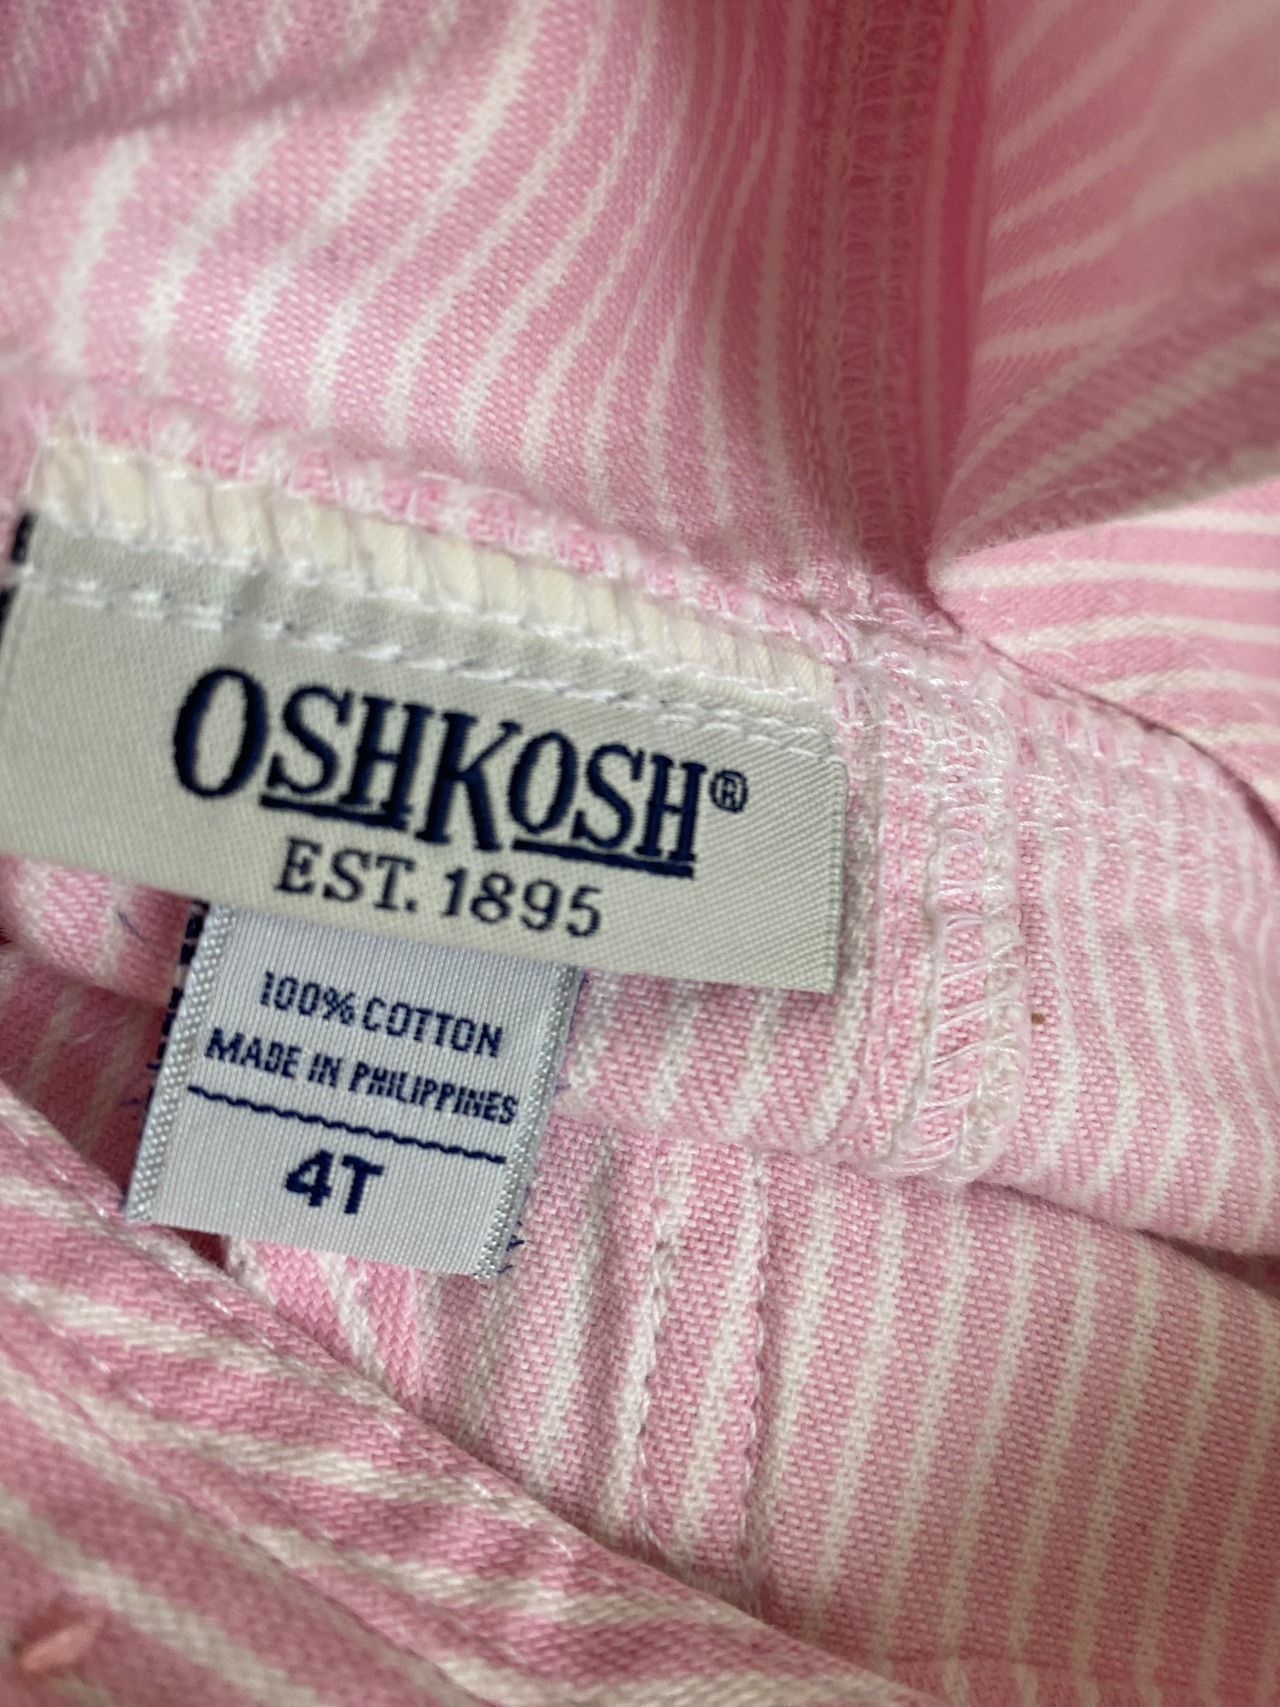 OSHKOSH®
EST. 1895
100% COTTON
MADE IN PHILIPPINES
4T